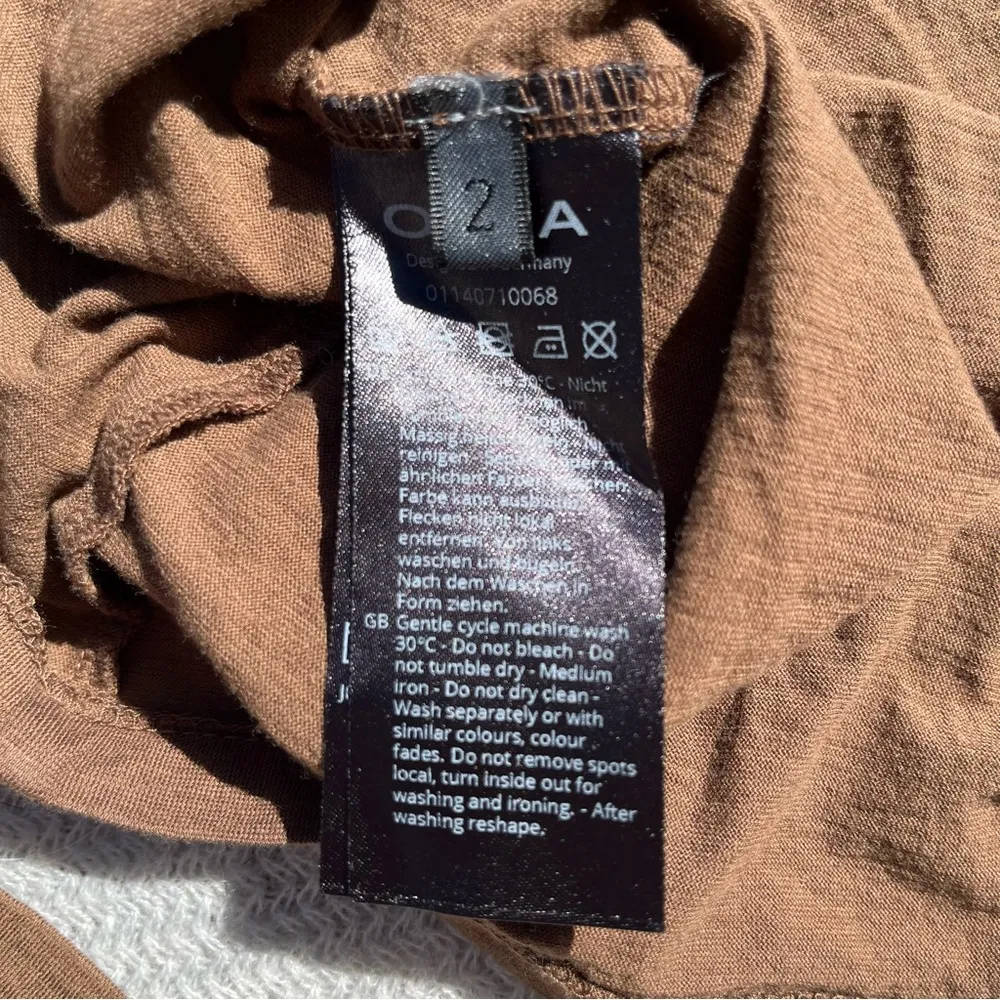 2
A
01140710068
30°C - Nicht
reinigen -
ähnlichen
Farbe kann
Flecken nicht lokal
entfernen. Von links
waschen und bügeln.
Nach dem Waschen in
Form ziehen.
GB Gentle cycle machine wash
30°C - Do not bleach - Do
not tumble dry - Medium
iron - Do not dry clean -
Wash separately or with
similar colours, colour
fades. Do not remove spots
local, turn inside out for
washing and ironing. - After
washing reshape.